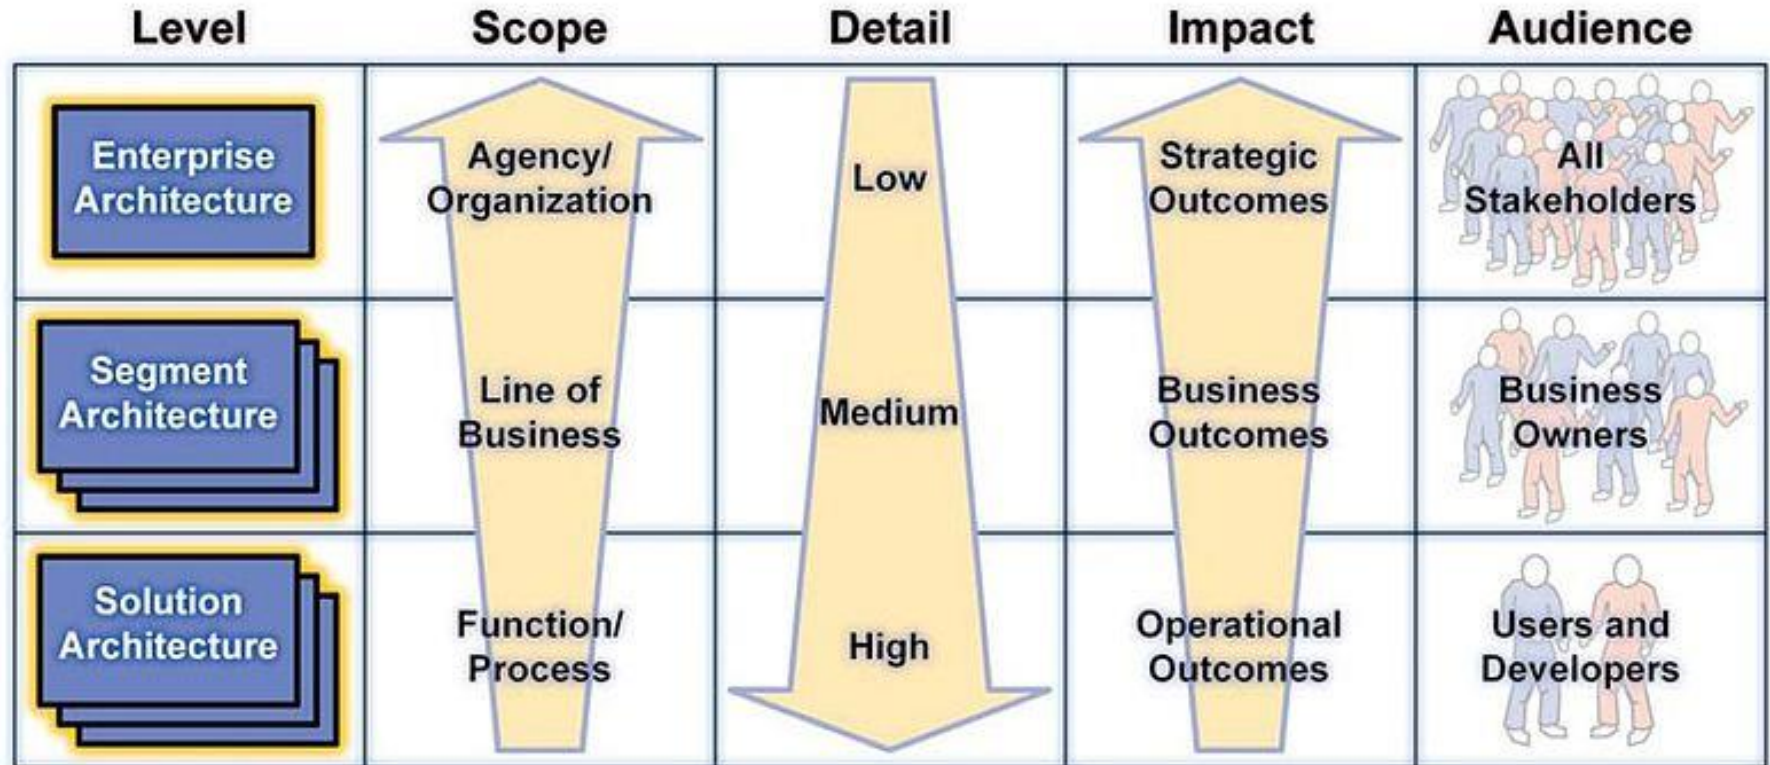 Level Scope Detail Impact Audience
Enterprise
Architecture
Agency/
Organization
Low
Strategic
Outcomes
All
Stakeholders
Segment
Architecture
Line of
Business
Medium
Business
Outcomes
Business
Owners
Solution
Architecture
Function/
Process
High
Operational
Outcomes
Users and
Developers